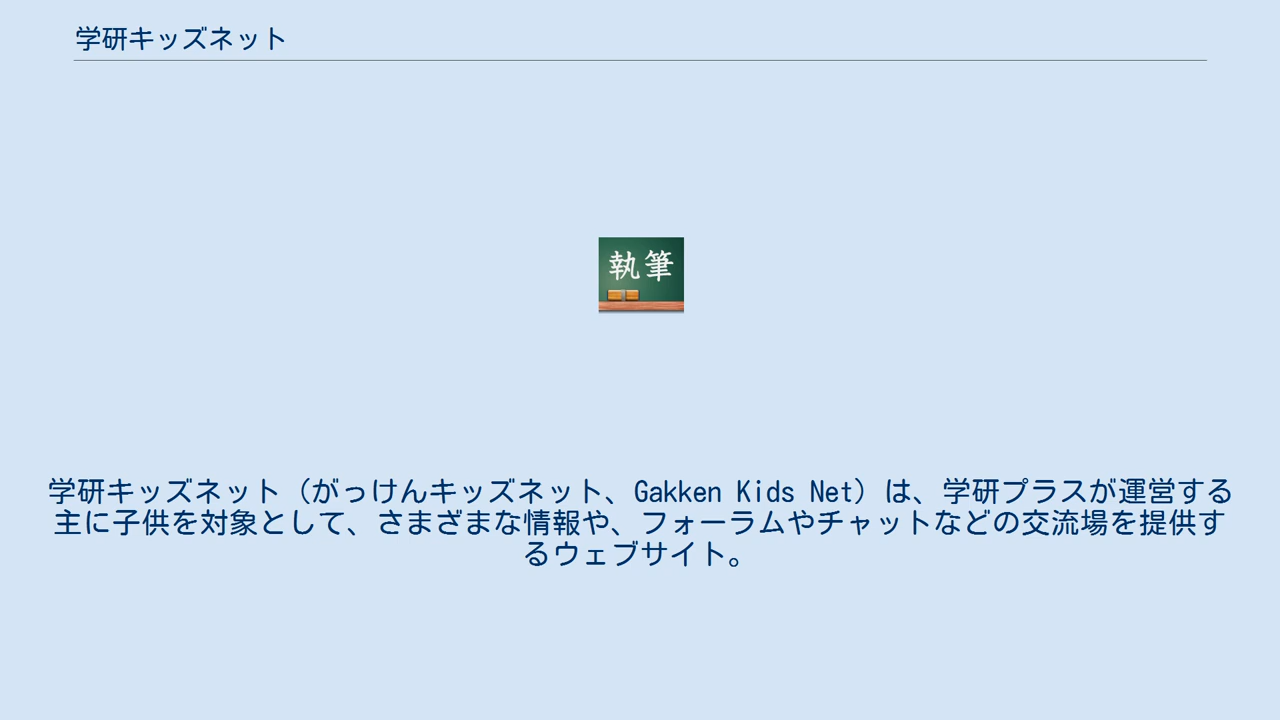 学研キッズネット
執筆
学研キッズネット（がっけんキッズネット、Gakken Kids Net）は、学研プラスが運営する
主に子供を対象として、さまざまな情報や、フォーラムやチャットなどの交流場を提供す
るウェブサイト。